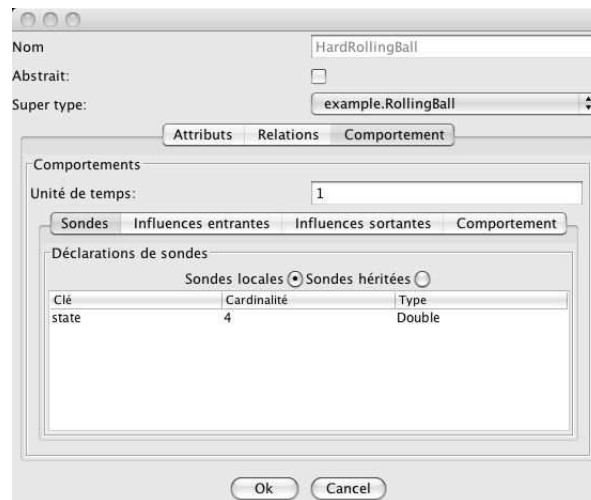 Nom HardRollingBall
Abstrait:
Super type: example.RollingBall
Attributs Relations Comportement
Comportements
Unité de temps: 1
Sondes Influences entrantes Influences sortantes Comportement
Déclarations de sondes
Sondes locales Sondes héritées
Clé Cardinalité Type
state 4 Double
Ok Cancel